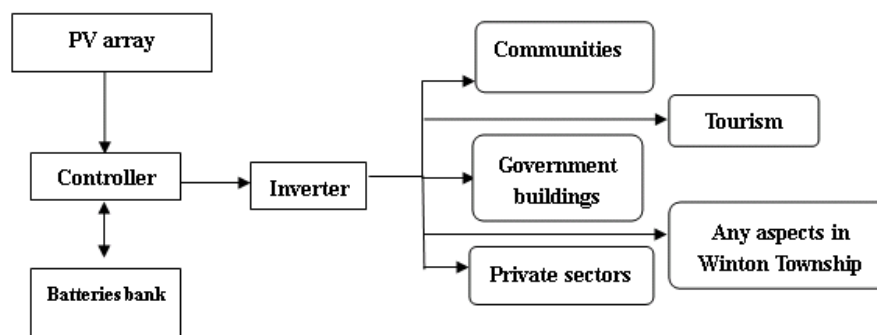 PV array
Communities
Tourism
Controller
Inverter
Government
buildings
Any aspects in
Winton Township
Private sectors
Batteries bank